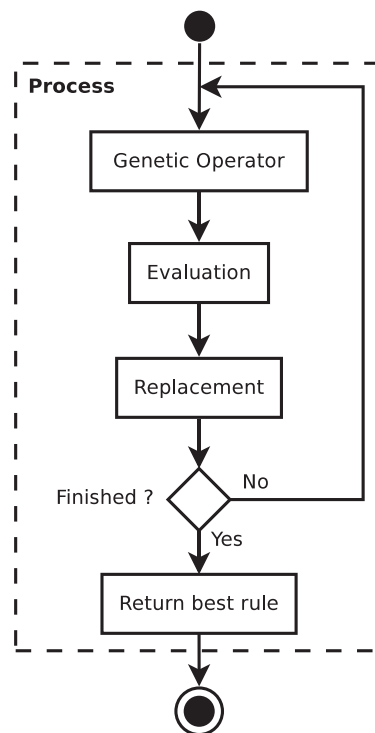 Process
Genetic Operator
Evaluation
Replacement
Finished ?
No
Yes
Return best rule